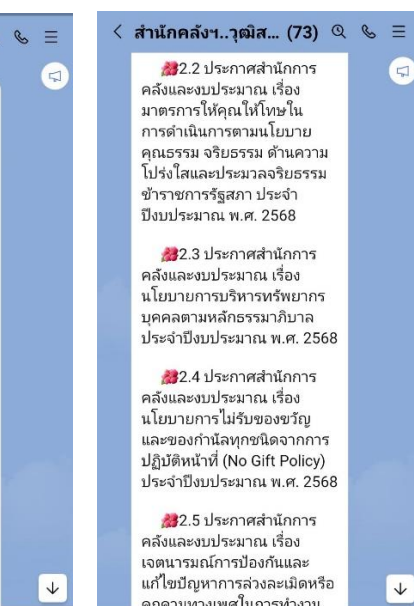 สำนักคลังฯ..วุฒิส... (73)
2.2 ประกาศสำนักการ
คลังและงบประมาณ เรื่อง
มาตรการให้คุณให้โทษใน
การดำเนินการตามนโยบาย
คุณธรรม จริยธรรม ด้านความ
โปร่งใสและประมวลจริยธรรม
ข้าราชการรัฐสภา ประจำ
ปีงบประมาณ พ.ศ. 2568
2.3 ประกาศสำนักการ
คลังและงบประมาณ เรื่อง
นโยบายการบริหารทรัพยากร
บุคคลตามหลักธรรมาภิบาล
ประจำปีงบประมาณ พ.ศ. 2568
2.4 ประกาศสำนักการ
คลังและงบประมาณ เรื่อง
นโยบายการไม่รับของขวัญ
และของกำนัลทุกชนิดจากการ
ปฏิบัติหน้าที่ (No Gift Policy)
ประจำปีงบประมาณ พ.ศ. 2568
2.5 ประกาศสำนักการ
คลังและงบประมาณ เรื่อง
เจตนารมณ์การป้องกันและ
แก้ไขปัญหาการล่วงละเมิดหรือ
คุกคามทางเพศในการทำงาน